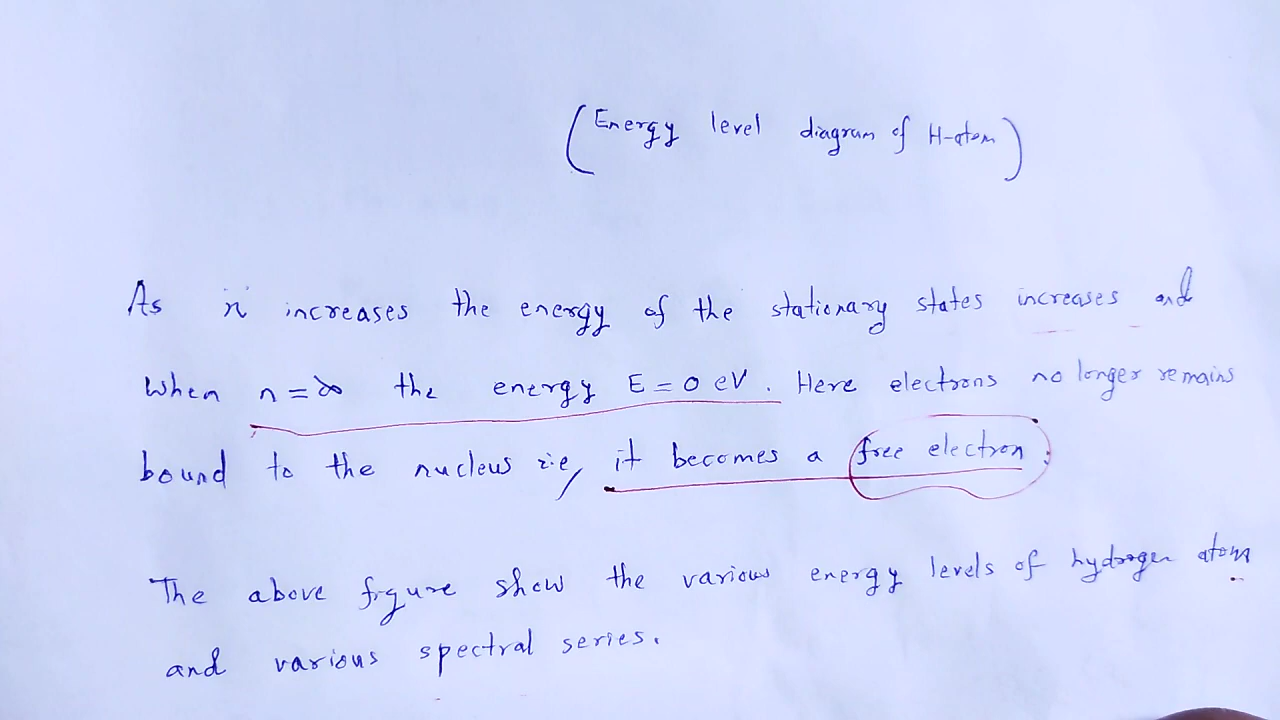 (Energy level diagram of H-atom)
As 'n' increases the energy of the stationary states increases and
when n=∞ the energy E=0 eV. Here electrons no longer remains
bound to the nucleus i.e, it becomes a free electron.
The above figure show the various energy levels of hydrogen atom
and various spectral series.